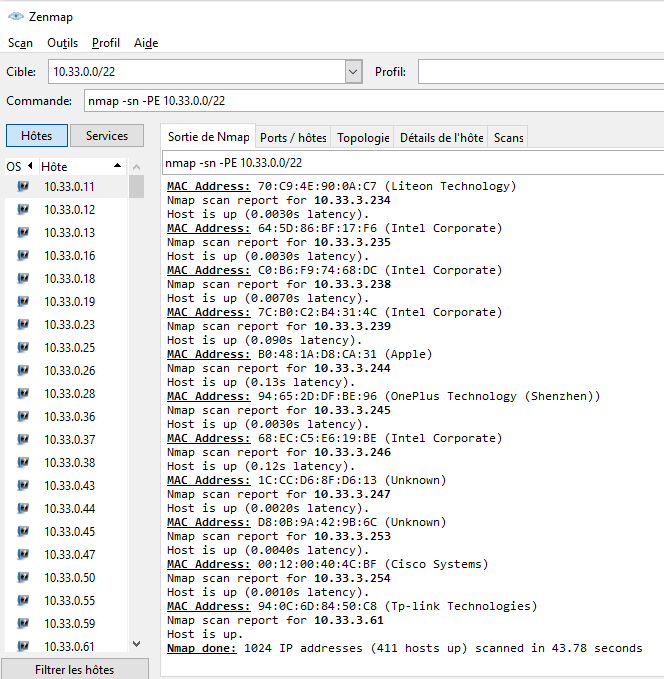 Zenmap
Scan Outils Profil Aide
Cible: 10.33.0.0/22 Profil:
Commande: nmap -sn -PE 10.33.0.0/22
Hôtes Services
Sortie de Nmap Ports / hôtes Topologie Détails de l'hôte Scans
OS Hôte
nmap -sn -PE 10.33.0.0/22
10.33.0.11
10.33.0.12
10.33.0.13
10.33.0.16
10.33.0.18
10.33.0.19
10.33.0.23
10.33.0.25
10.33.0.26
10.33.0.28
10.33.0.36
10.33.0.37
10.33.0.38
10.33.0.43
10.33.0.44
10.33.0.45
10.33.0.47
10.33.0.50
10.33.0.55
10.33.0.59
10.33.0.61
Filtrer les hôtes
MAC Address: 70:C9:4E:90:0A:C7 (Liteon Technology)
Nmap scan report for 10.33.3.234
Host is up (0.0030s latency).
MAC Address: 64:5D:86:BF:17:F6 (Intel Corporate)
Nmap scan report for 10.33.3.235
Host is up (0.0030s latency).
MAC Address: C0:B6:F9:74:68:DC (Intel Corporate)
Nmap scan report for 10.33.3.238
Host is up (0.0070s latency).
MAC Address: 7C:B0:C2:B4:31:4C (Intel Corporate)
Nmap scan report for 10.33.3.239
Host is up (0.090s latency).
MAC Address: B0:48:1A:D8:CA:31 (Apple)
Nmap scan report for 10.33.3.244
Host is up (0.13s latency).
MAC Address: 94:65:2D:DF:BE:96 (OnePlus Technology (Shenzhen))
Nmap scan report for 10.33.3.245
Host is up (0.0030s latency).
MAC Address: 68:EC:C5:E6:19:BE (Intel Corporate)
Nmap scan report for 10.33.3.246
Host is up (0.12s latency).
MAC Address: 1C:CC:D6:8F:D6:13 (Unknown)
Nmap scan report for 10.33.3.247
Host is up (0.0020s latency).
MAC Address: D8:0B:9A:42:9B:6C (Unknown)
Nmap scan report for 10.33.3.253
Host is up (0.0040s latency).
MAC Address: 00:12:00:40:4C:BF (Cisco Systems)
Nmap scan report for 10.33.3.254
Host is up (0.0010s latency).
MAC Address: 94:0C:6D:84:50:C8 (Tp-link Technologies)
Nmap scan report for 10.33.3.61
Host is up.
Nmap done: 1024 IP addresses (411 hosts up) scanned in 43.78 seconds